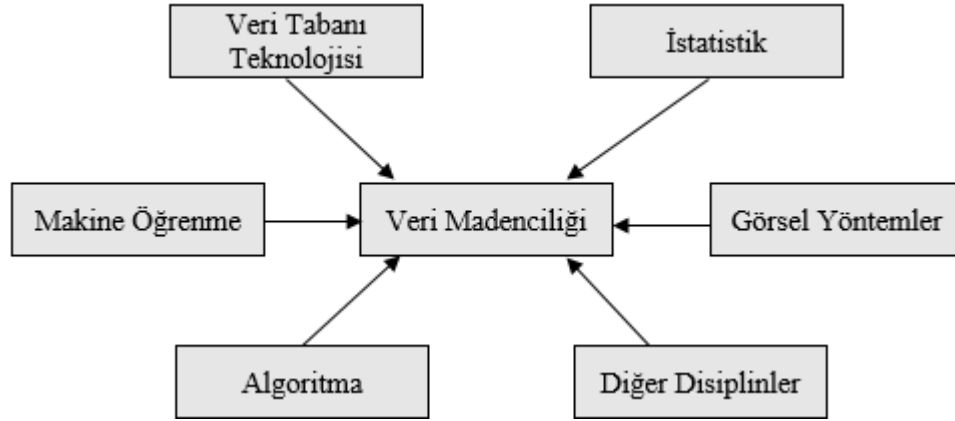 Veri Tabanı
Teknolojisi
İstatistik
Makine Öğrenme
Veri Madenciliği
Görsel Yöntemler
Algoritma
Diğer Disiplinler